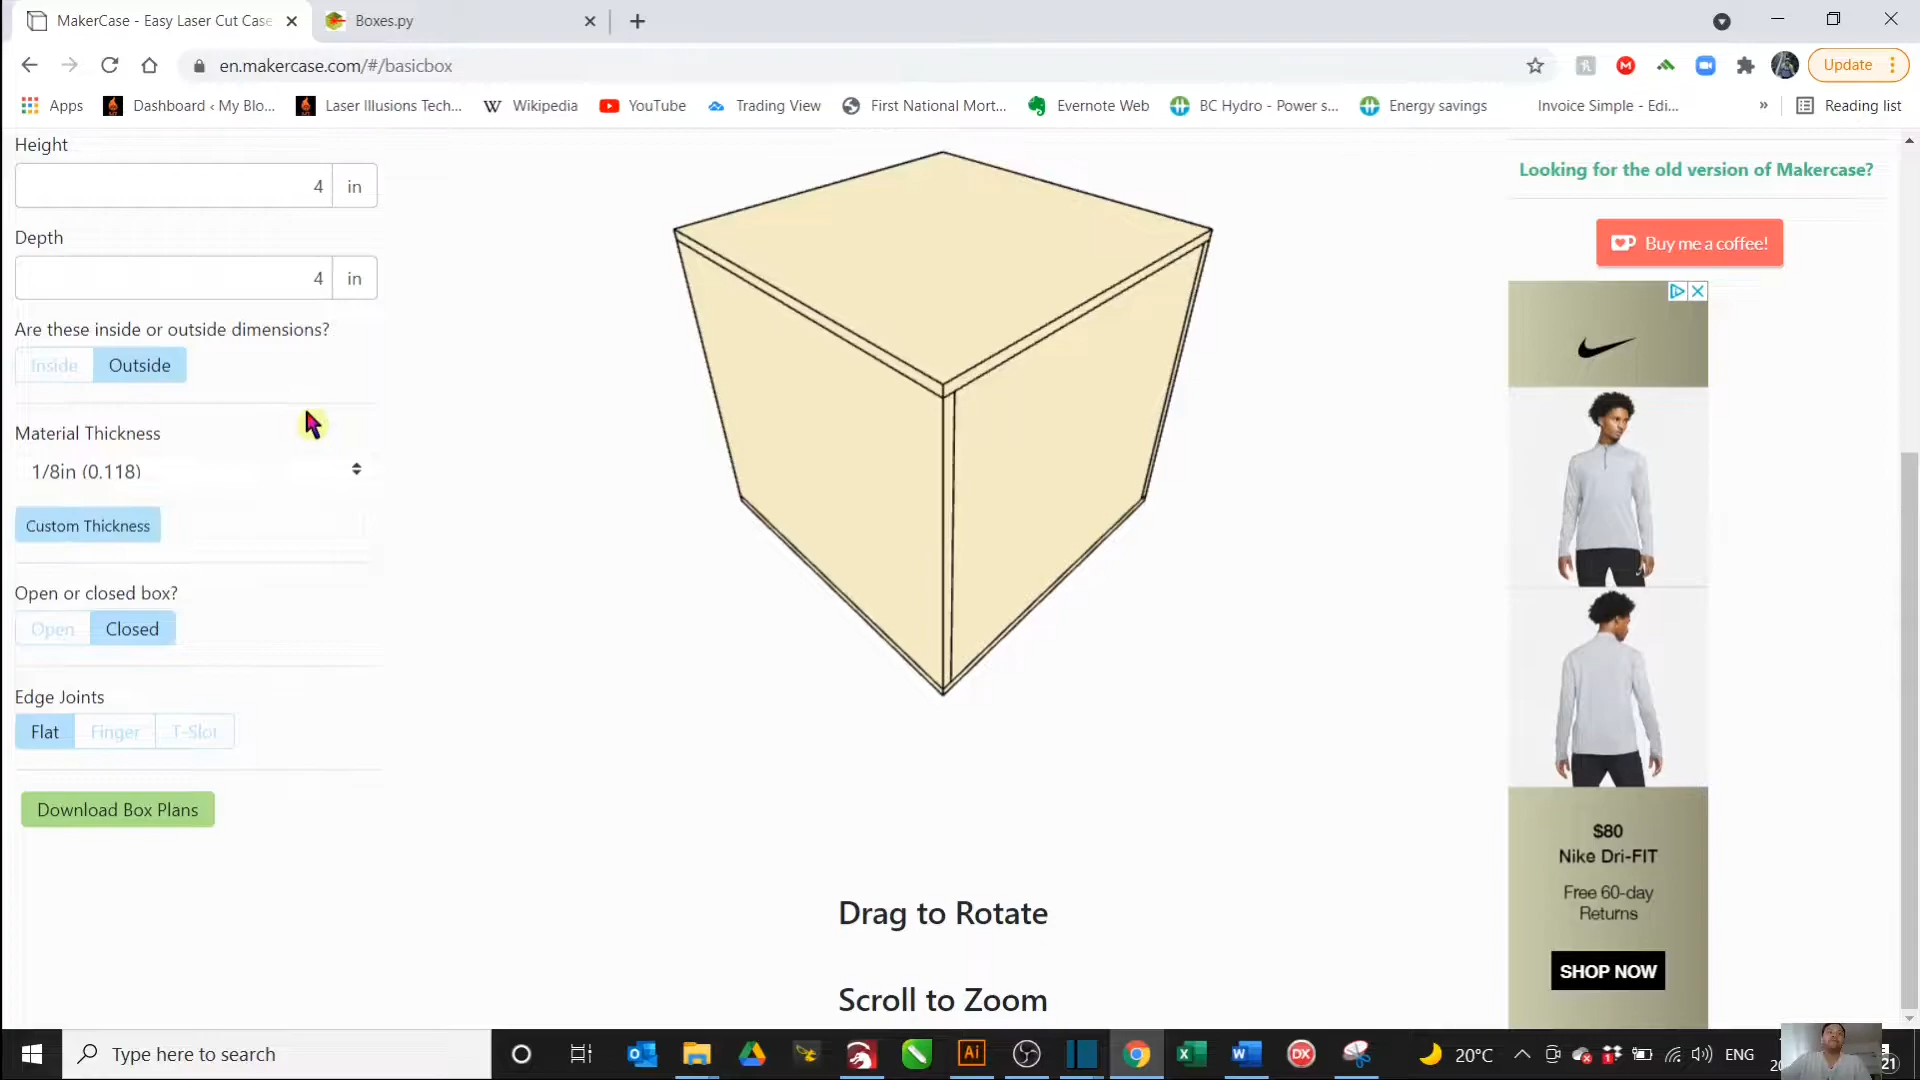 MakerCase - Easy Laser Cut Case
Boxes.py
en.makercase.com/#/basicbox
Update
Apps
Dashboard ‹ My Blo...
Laser Illusions Tech...
Wikipedia
YouTube
Trading View
First National Mort...
Evernote Web
BC Hydro - Power s...
Energy savings
Invoice Simple - Edi...
»
Reading list
Height
4 in
Depth
4 in
Are these inside or outside dimensions?
Inside Outside
Material Thickness
1/8in (0.118)
Custom Thickness
Open or closed box?
Open Closed
Edge Joints
Flat Finger T-Slot
Download Box Plans
Drag to Rotate
Scroll to Zoom
Looking for the old version of Makercase?
Buy me a coffee!
$80
Nike Dri-FIT
Free 60-day
Returns
SHOP NOW
Type here to search
20°C
ENG
21